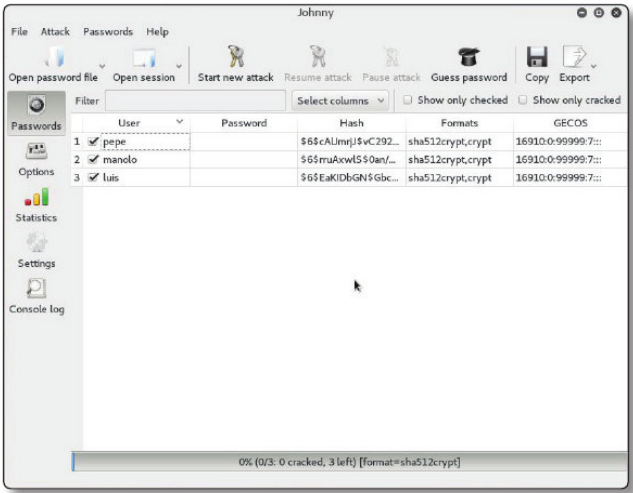 Johnny
File Attack Passwords Help
Open password file Open session Start new attack Resume attack Pause attack Guess password Copy Export
Passwords
Options
Statistics
Settings
Console log
Filter Select columns Show only checked Show only cracked
User Password Hash Formats GECOS
1 pepe $6$cAUmrJ$vC292... sha512crypt,crypt 16910:0:99999:7:::
2 manolo $6$rruAxwlS$0an/... sha512crypt,crypt 16910:0:99999:7:::
3 luis $6$EaKIDbGN$Gbc... sha512crypt,crypt 16910:0:99999:7:::
0% (0/3: 0 cracked, 3 left) [format=sha512crypt]